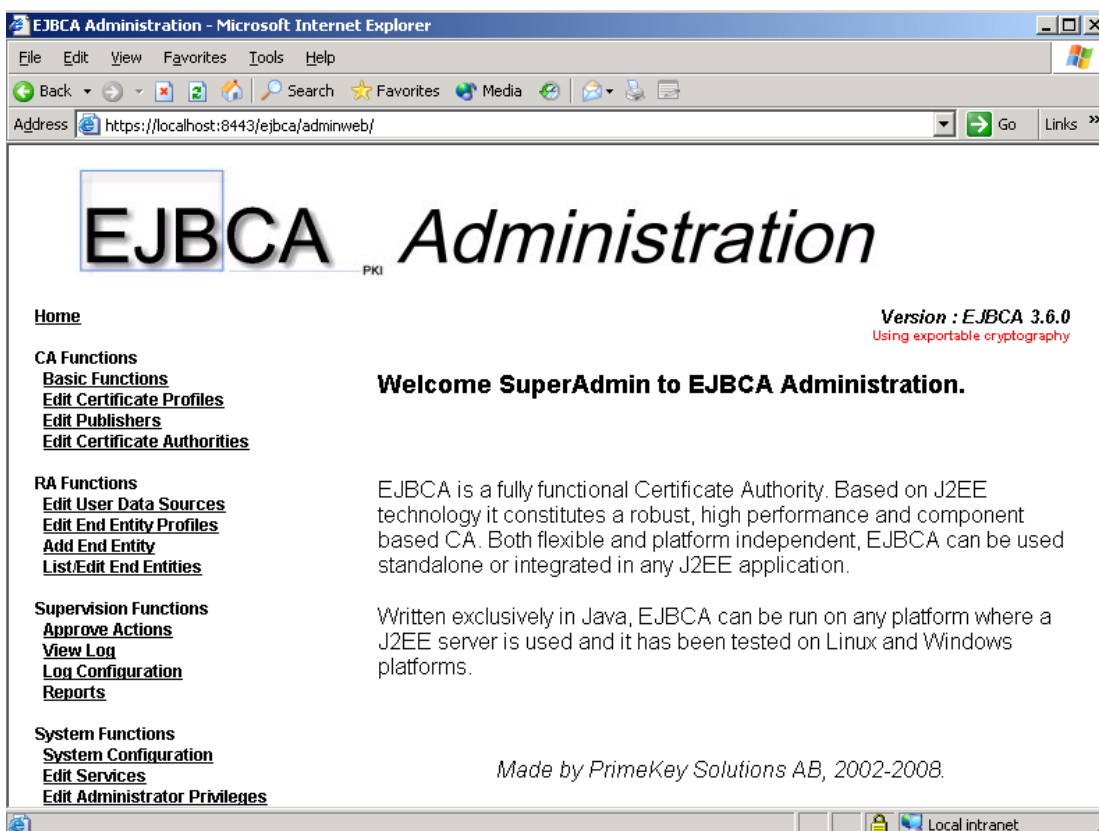 EJBCA Administration - Microsoft Internet Explorer
File Edit View Favorites Tools Help
Back Search Favorites Media
Address https://localhost:8443/ejbca/adminweb/ Go Links »
EJBCA PKI Administration
Home
Version : EJBCA 3.6.0
Using exportable cryptography
CA Functions
Basic Functions
Edit Certificate Profiles
Edit Publishers
Edit Certificate Authorities
RA Functions
Edit User Data Sources
Edit End Entity Profiles
Add End Entity
List/Edit End Entities
Supervision Functions
Approve Actions
View Log
Log Configuration
Reports
System Functions
System Configuration
Edit Services
Edit Administrator Privileges
Welcome SuperAdmin to EJBCA Administration.
EJBCA is a fully functional Certificate Authority. Based on J2EE
technology it constitutes a robust, high performance and component
based CA. Both flexible and platform independent, EJBCA can be used
standalone or integrated in any J2EE application.
Written exclusively in Java, EJBCA can be run on any platform where a
J2EE server is used and it has been tested on Linux and Windows
platforms.
Made by PrimeKey Solutions AB, 2002-2008.
Local intranet